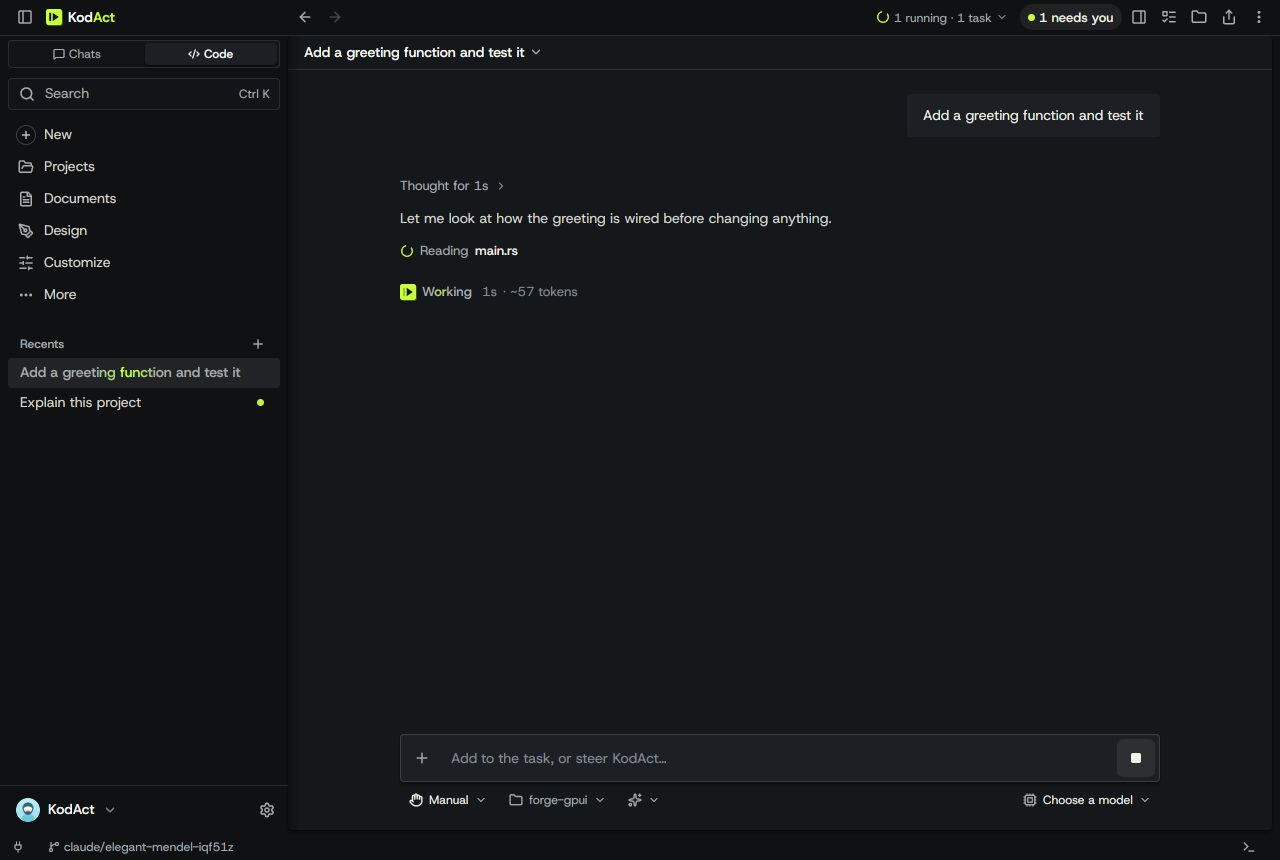 KodAct
1 running · 1 task
1 needs you
Chats
Code
Add a greeting function and test it
Search
Ctrl K
Add a greeting function and test it
New
Projects
Thought for 1s
Documents
Let me look at how the greeting is wired before changing anything.
Design
Reading main.rs
Customize
More
Working 1s · ~57 tokens
Recents
Add a greeting function and test it
Explain this project
Add to the task, or steer KodAct…
Manual
forge-gpui
Choose a model
KodAct
claude/elegant-mendel-iqf51z